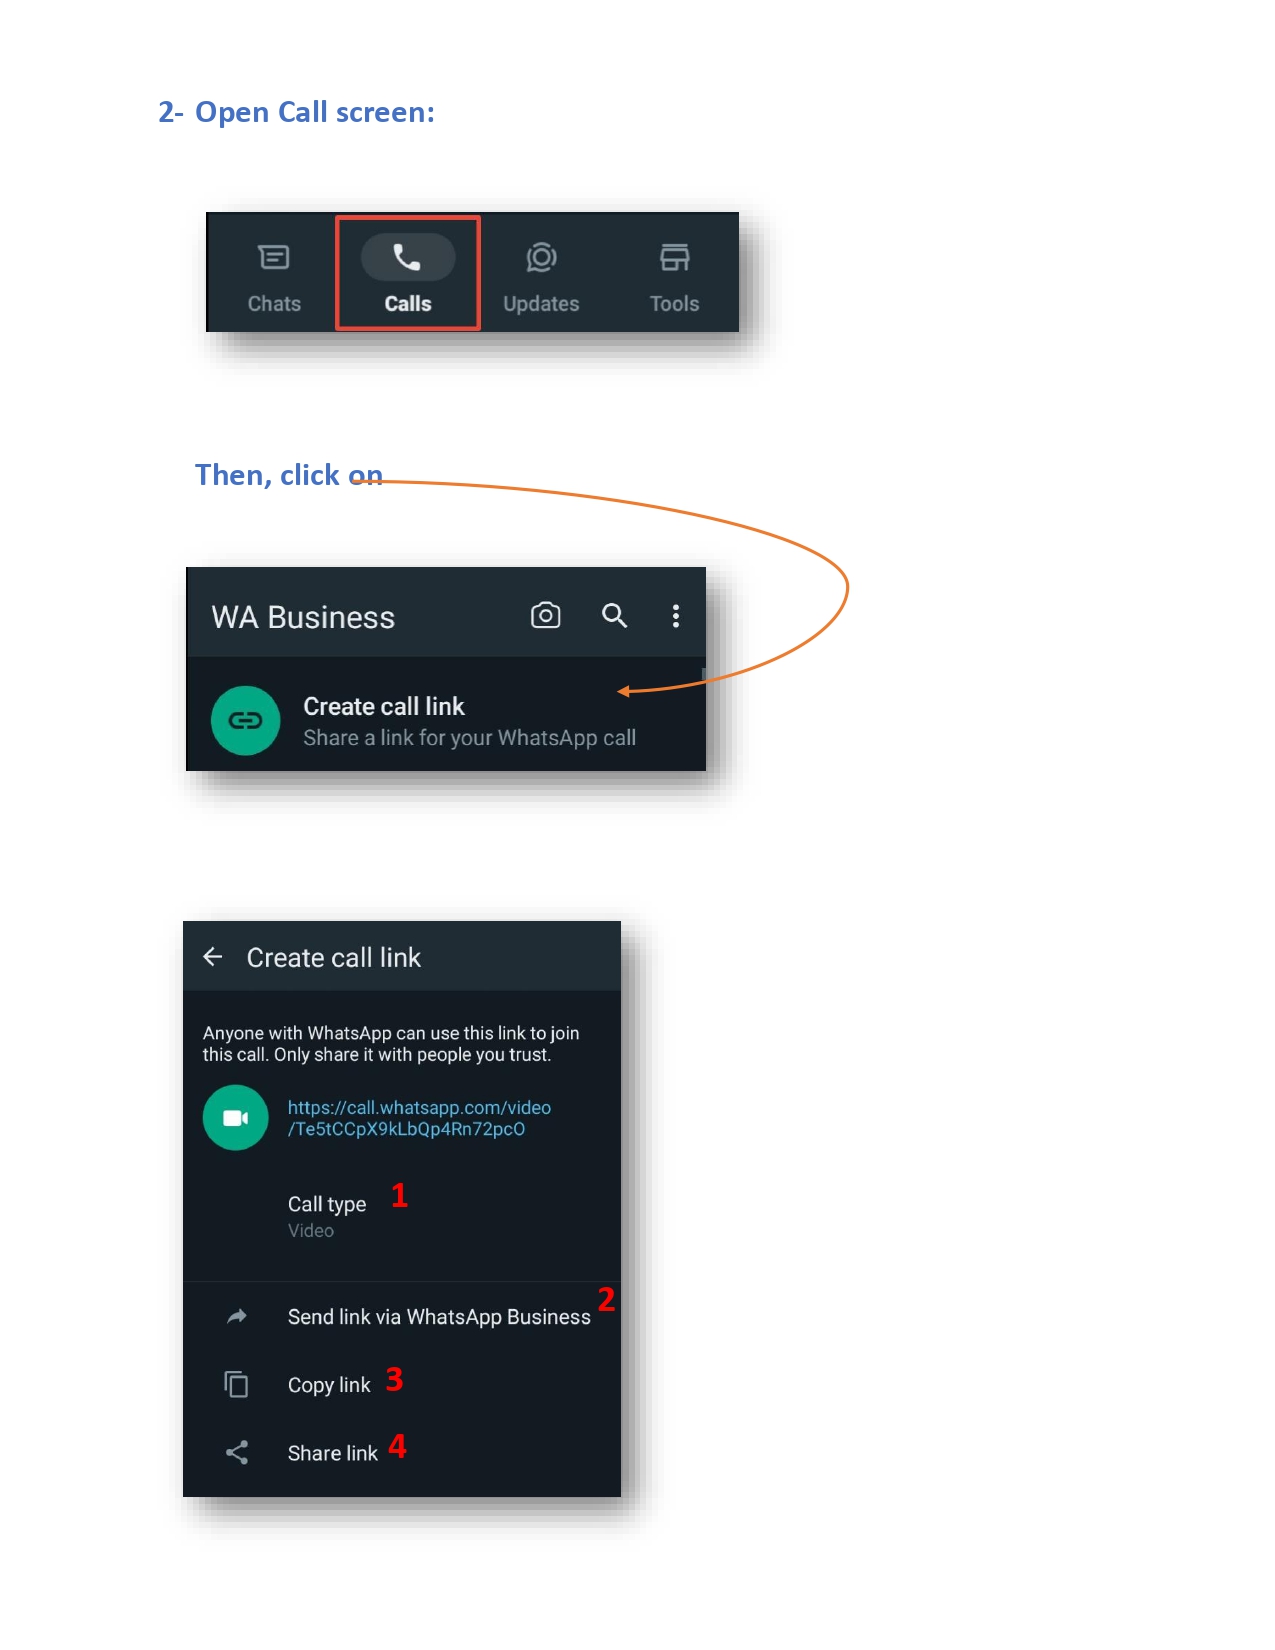 2- Open Call screen:
Chats Calls Updates Tools
Then, click on
WA Business
Create call link
Share a link for your WhatsApp call
Create call link
Anyone with WhatsApp can use this link to join
this call. Only share it with people you trust.
https://call.whatsapp.com/video
/Te5tCCpX9kLbQp4Rn72pcO
Call type 1
Video
Send link via WhatsApp Business 2
Copy link 3
Share link 4